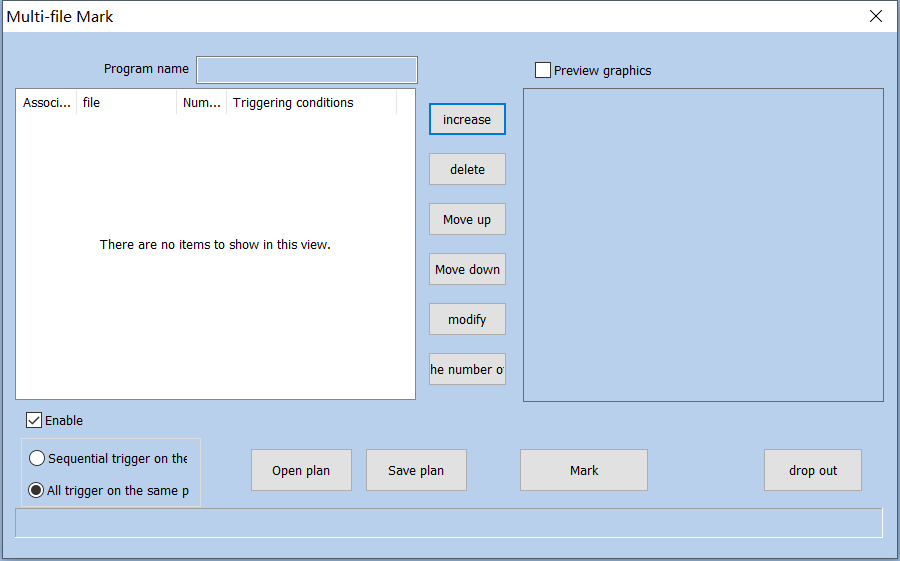 Multi-file Mark
Program name
Preview graphics
Associ... file Num... Triggering conditions
There are no items to show in this view.
increase
delete
Move up
Move down
modify
he number o
Enable
Sequential trigger on the
All trigger on the same p
Open plan
Save plan
Mark
drop out